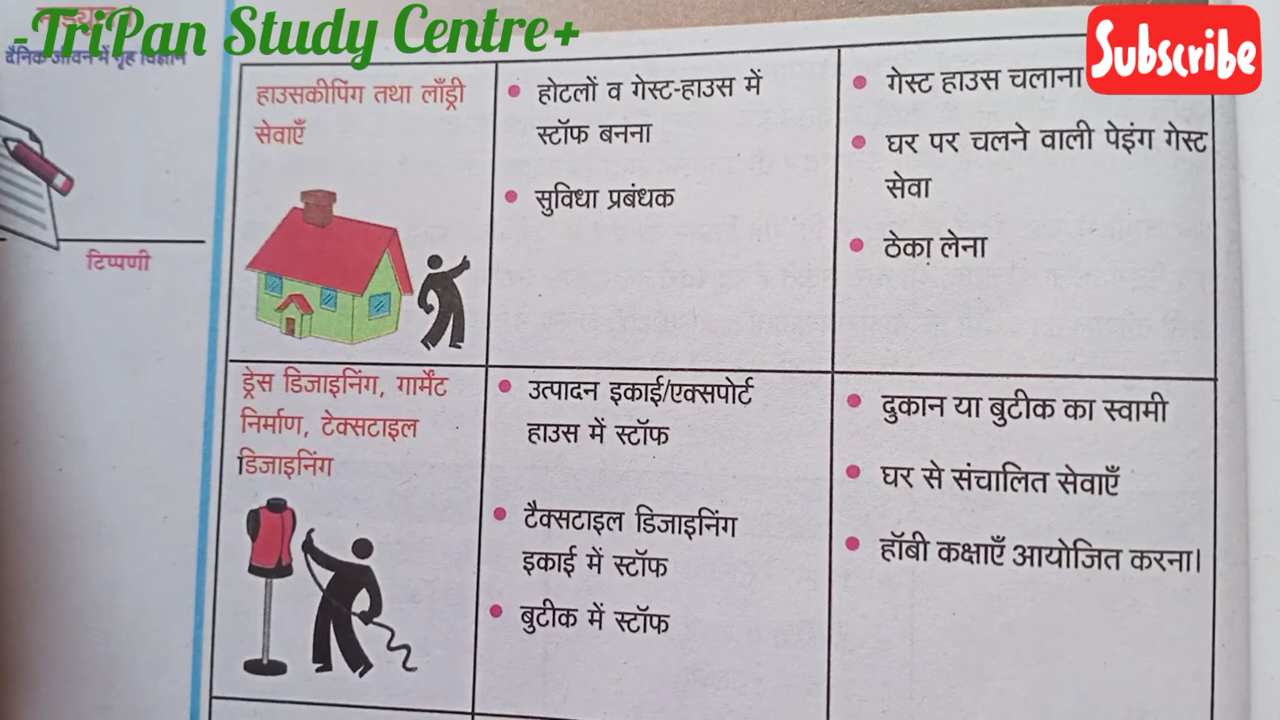 -TriPan Study Centre+
Subscribe
दैनिक जीवन में गृह विज्ञान
टिप्पणी
हाउसकीपिंग तथा लॉंड्री
सेवाएँ
• होटलों व गेस्ट-हाउस में
स्टॉफ बनना
• सुविधा प्रबंधक
• गेस्ट हाउस चलाना
• घर पर चलने वाली पेइंग गेस्ट
सेवा
• ठेका लेना
ड्रेस डिजाइनिंग, गार्मेंट
निर्माण, टेक्सटाइल
डिजाइनिंग
• उत्पादन इकाई/एक्सपोर्ट
हाउस में स्टॉफ
• टैक्सटाइल डिजाइनिंग
इकाई में स्टॉफ
• बुटीक में स्टॉफ
• दुकान या बुटीक का स्वामी
• घर से संचालित सेवाएँ
• हॉबी कक्षाएँ आयोजित करना।